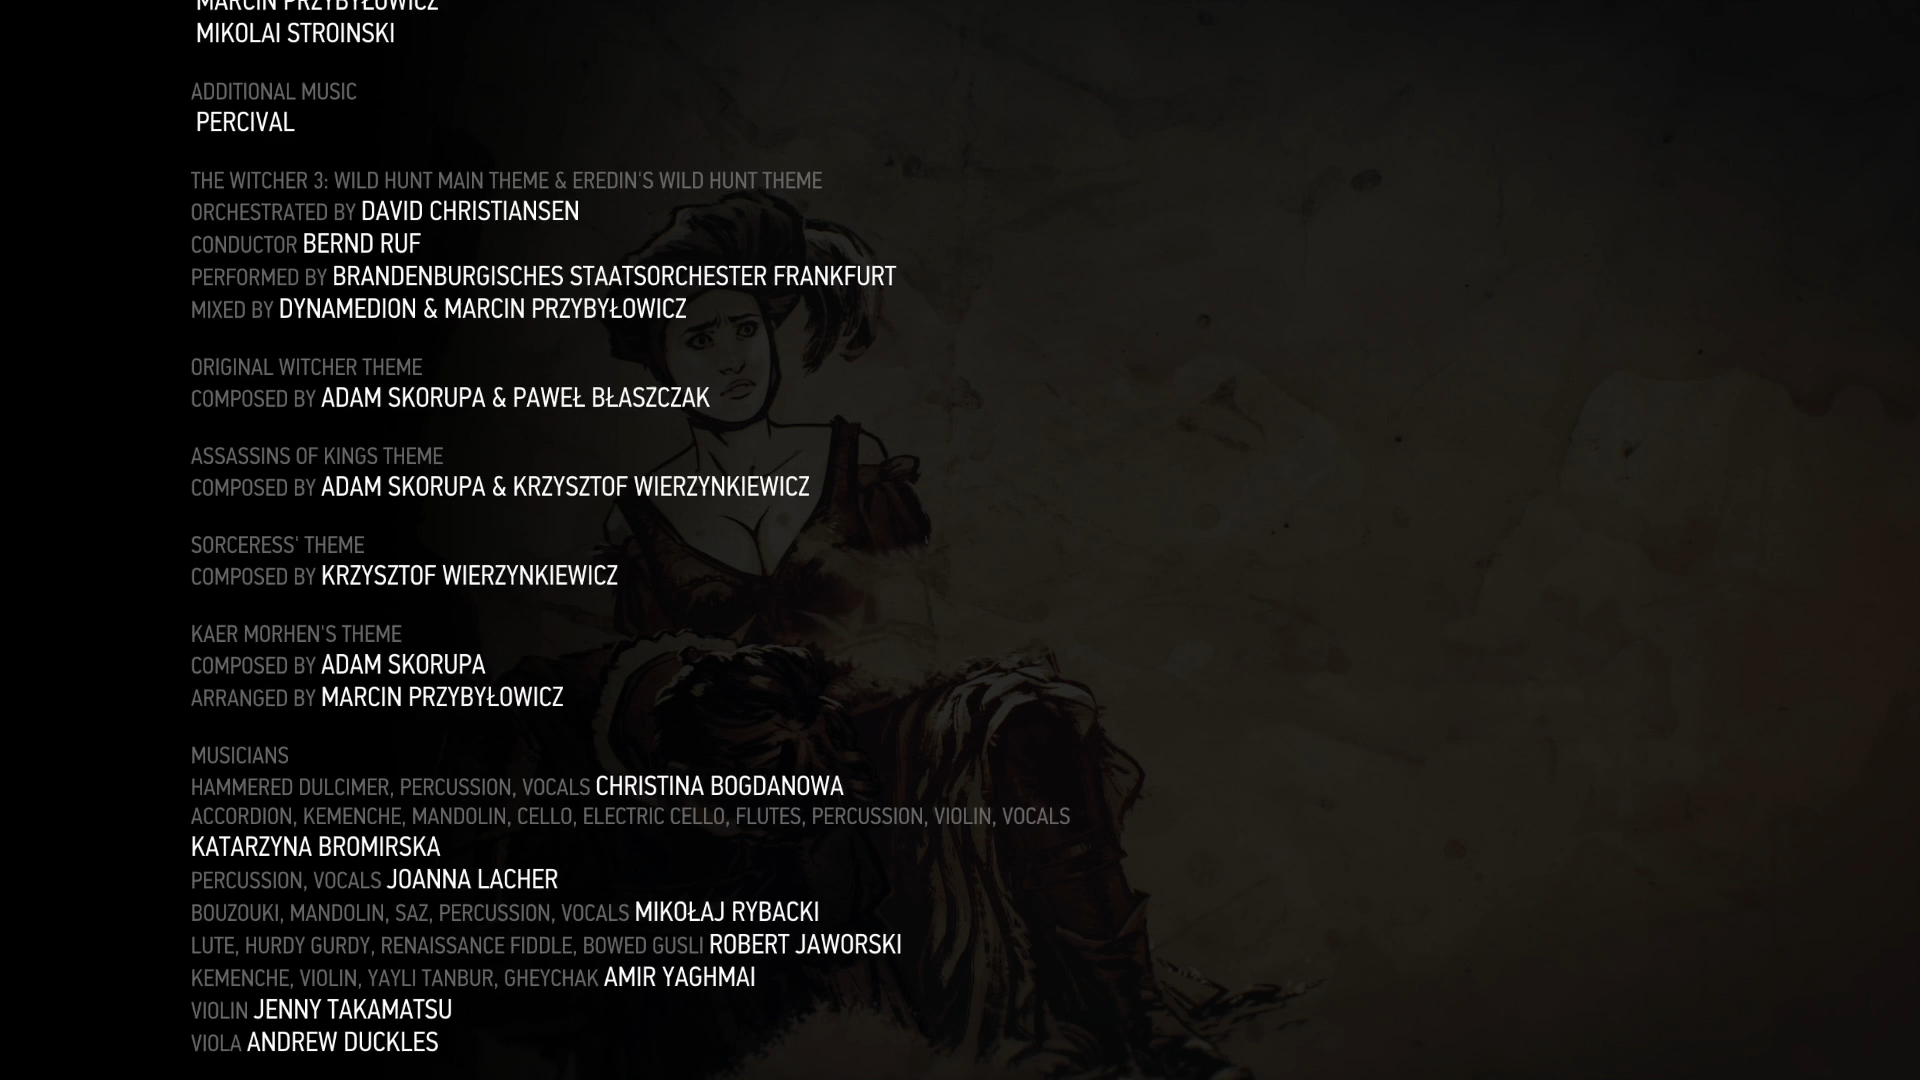 MARCIN PRZYBYŁOWICZ
MIKOLAI STROINSKI
ADDITIONAL MUSIC
PERCIVAL
THE WITCHER 3: WILD HUNT MAIN THEME & EREDIN'S WILD HUNT THEME
ORCHESTRATED BY DAVID CHRISTIANSEN
CONDUCTOR BERND RUF
PERFORMED BY BRANDENBURGISCHES STAATSORCHESTER FRANKFURT
MIXED BY DYNAMEDION & MARCIN PRZYBYŁOWICZ
ORIGINAL WITCHER THEME
COMPOSED BY ADAM SKORUPA & PAWEŁ BŁASZCZAK
ASSASSINS OF KINGS THEME
COMPOSED BY ADAM SKORUPA & KRZYSZTOF WIERZYNKIEWICZ
SORCERESS' THEME
COMPOSED BY KRZYSZTOF WIERZYNKIEWICZ
KAER MORHEN'S THEME
COMPOSED BY ADAM SKORUPA
ARRANGED BY MARCIN PRZYBYŁOWICZ
MUSICIANS
HAMMERED DULCIMER, PERCUSSION, VOCALS CHRISTINA BOGDANOWA
ACCORDION, KEMENCHE, MANDOLIN, CELLO, ELECTRIC CELLO, FLUTES, PERCUSSION, VIOLIN, VOCALS
KATARZYNA BROMIRSKA
PERCUSSION, VOCALS JOANNA LACHER
BOUZOUKI, MANDOLIN, SAZ, PERCUSSION, VOCALS MIKOŁAJ RYBACKI
LUTE, HURDY GURDY, RENAISSANCE FIDDLE, BOWED GUSLI ROBERT JAWORSKI
KEMENCHE, VIOLIN, YAYLI TANBUR, GHEYCHAK AMIR YAGHMAI
VIOLIN JENNY TAKAMATSU
VIOLA ANDREW DUCKLES